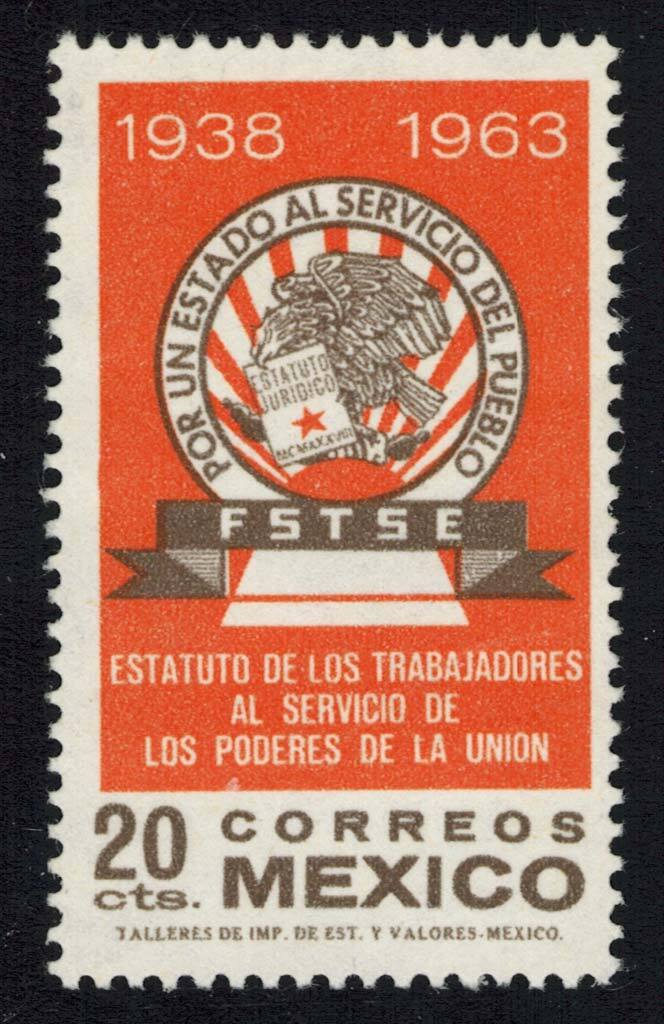 1938 1963
POR UN ESTADO AL SERVICIO DEL PUEBLO
ESTATUTO
JURIDICO
FSTSE
ESTATUTO DE LOS TRABAJADORES
AL SERVICIO DE
LOS PODERES DE LA UNION
20 cts.
CORREOS
MEXICO
TALLERES DE IMP. DE EST. Y VALORES-MEXICO.